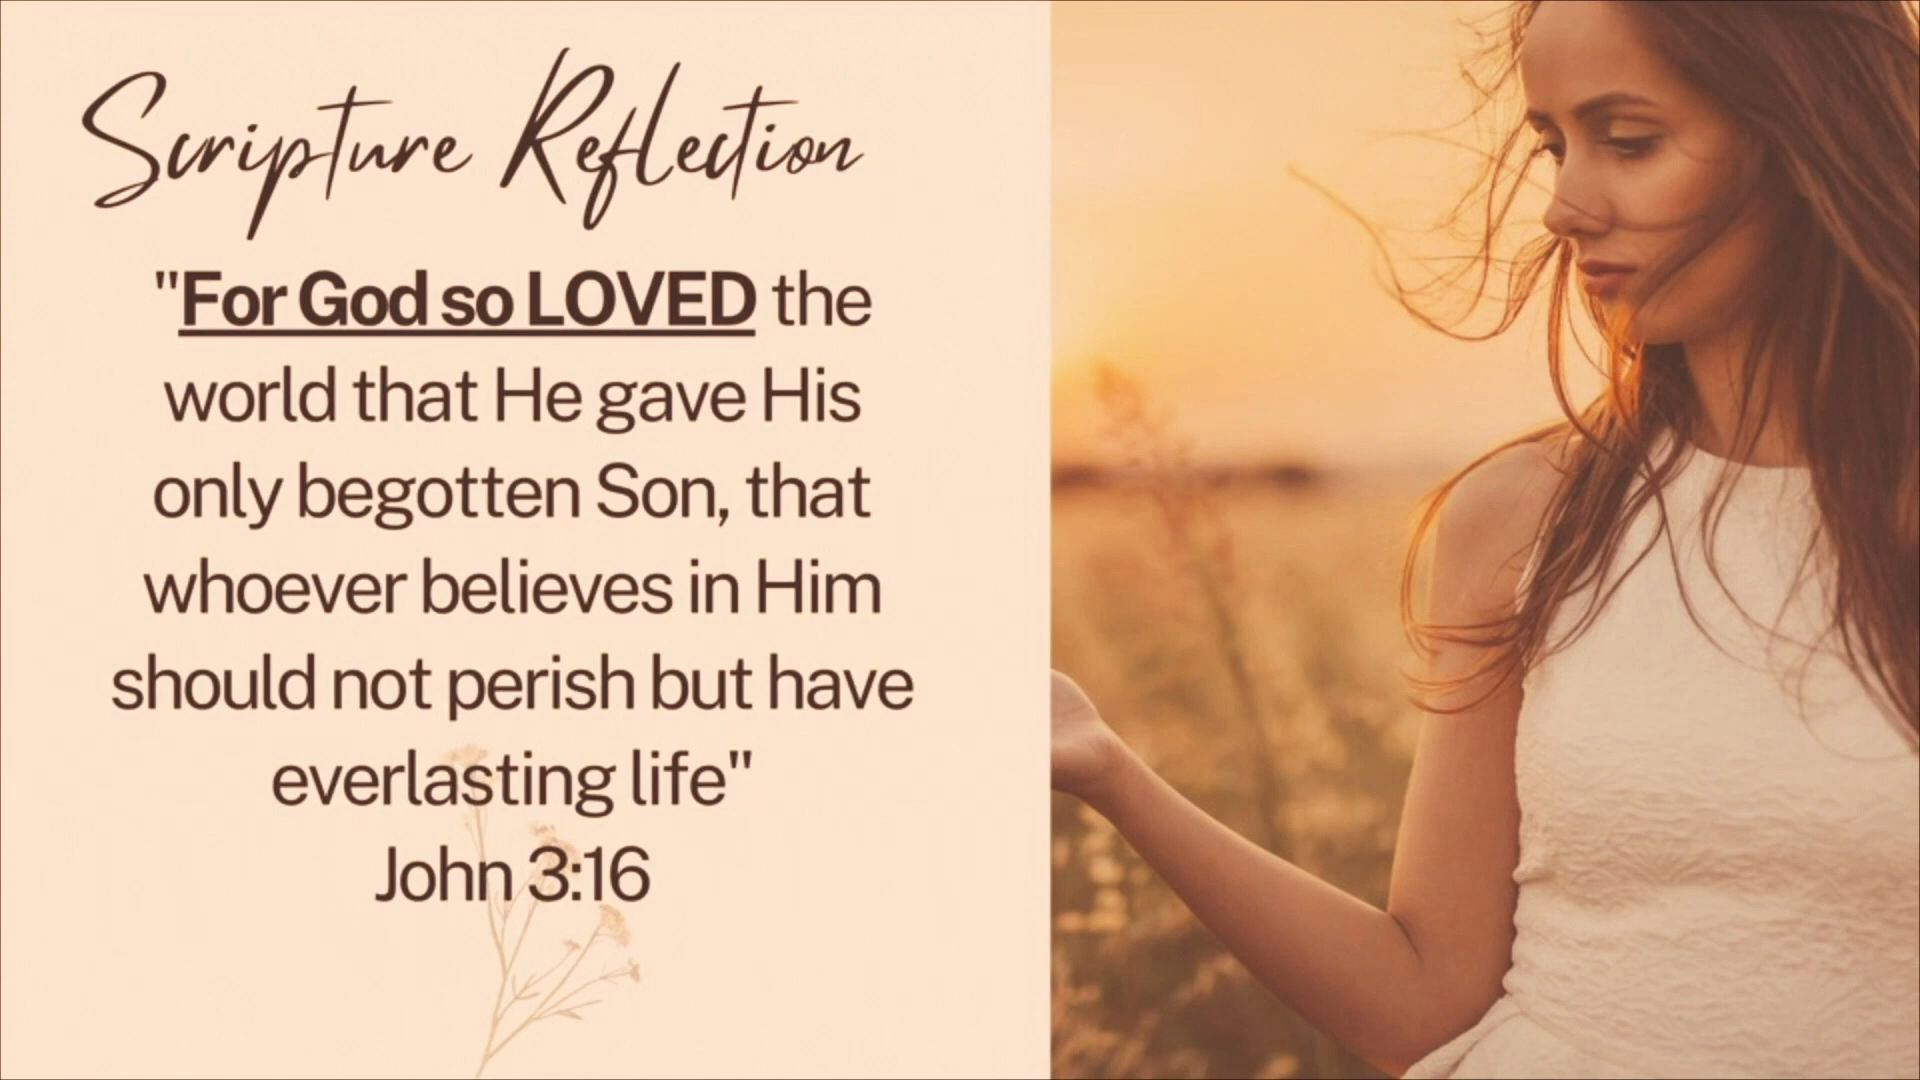 Scripture Reflection
"For God so LOVED the
world that He gave His
only begotten Son, that
whoever believes in Him
should not perish but have
everlasting life"
John 3:16